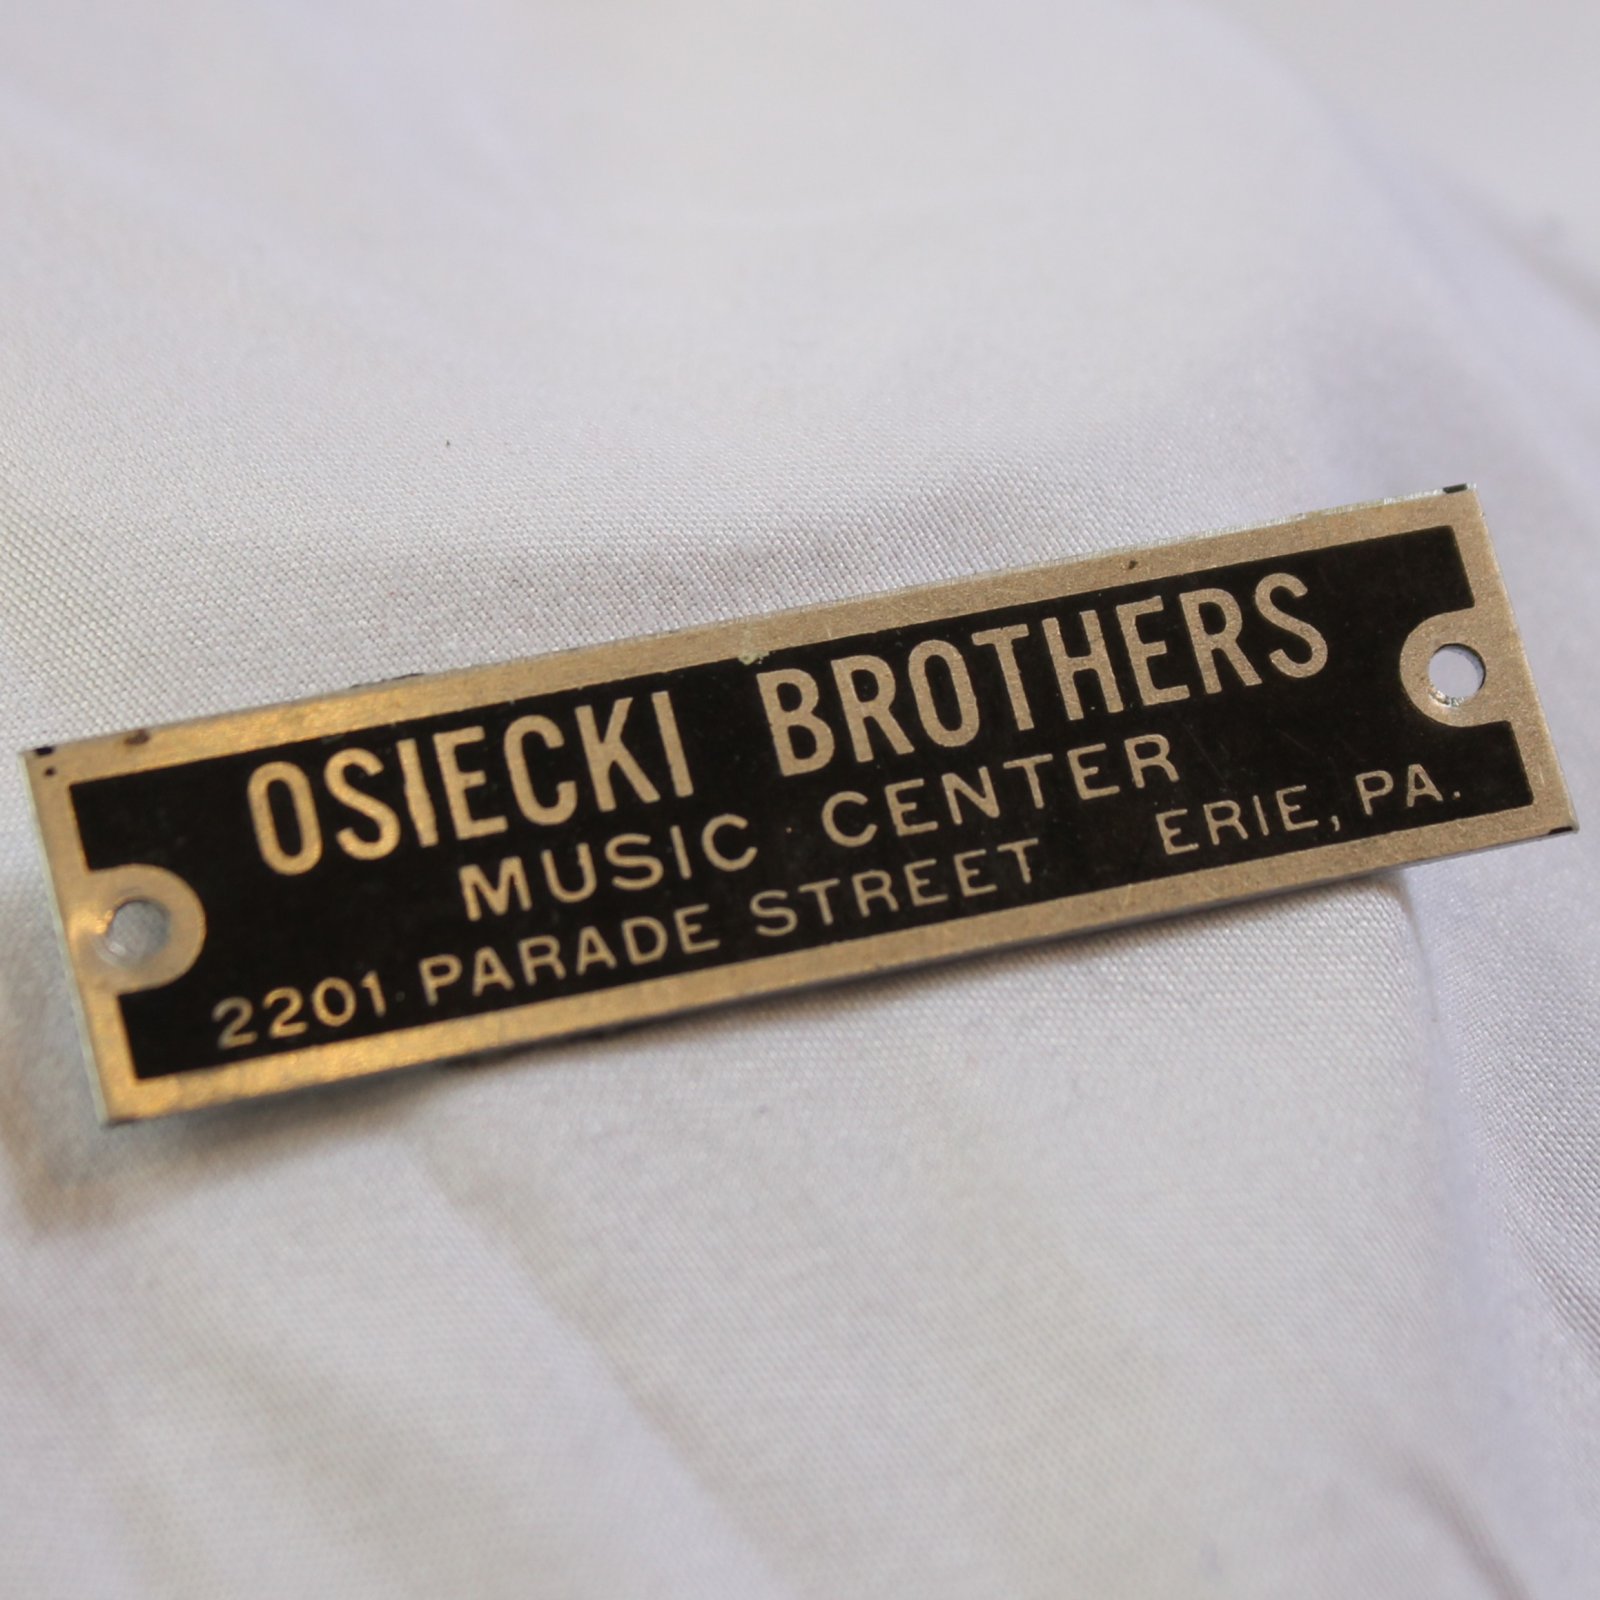 OSIECKI BROTHERS
MUSIC CENTER
2201 PARADE STREET ERIE, PA.